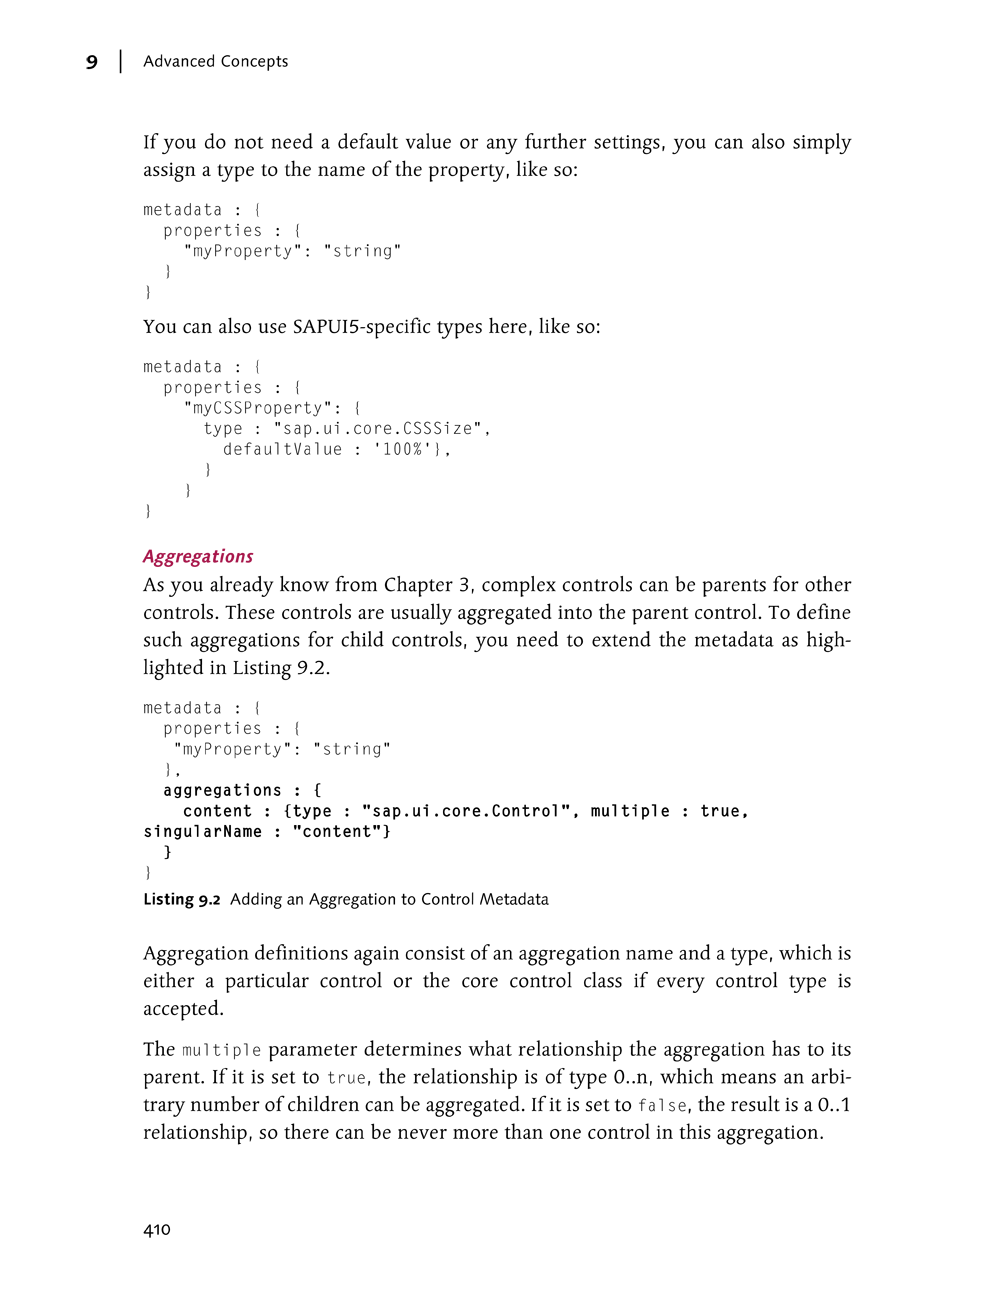 9 | Advanced Concepts
If you do not need a default value or any further settings, you can also simply
assign a type to the name of the property, like so:
metadata : {
  properties : {
    "myProperty": "string"
  }
}
You can also use SAPUI5-specific types here, like so:
metadata : {
  properties : {
    "myCSSProperty": {
      type : "sap.ui.core.CSSSize",
        defaultValue : '100%'},
      }
    }
}
Aggregations
As you already know from Chapter 3, complex controls can be parents for other
controls. These controls are usually aggregated into the parent control. To define
such aggregations for child controls, you need to extend the metadata as high-
lighted in Listing 9.2.
metadata : {
  properties : {
   "myProperty": "string"
  },
  aggregations : {
    content : {type : "sap.ui.core.Control", multiple : true,
singularName : "content"}
  }
}
Listing 9.2 Adding an Aggregation to Control Metadata
Aggregation definitions again consist of an aggregation name and a type, which is
either a particular control or the core control class if every control type is
accepted.
The multiple parameter determines what relationship the aggregation has to its
parent. If it is set to true, the relationship is of type 0..n, which means an arbi-
trary number of children can be aggregated. If it is set to false, the result is a 0..1
relationship, so there can be never more than one control in this aggregation.
410